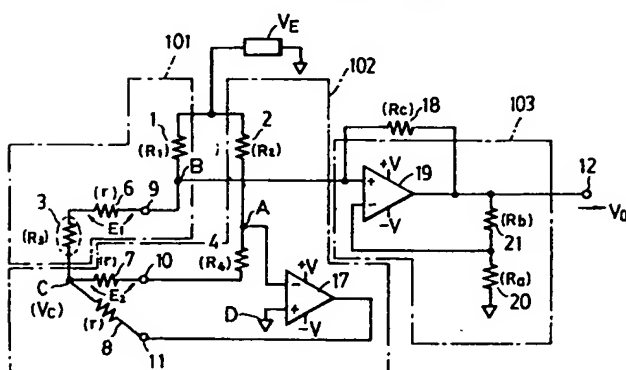 101
V_E
102
1
(R1)
2
(R2)
(Rc)
18
103
+V
19
-V
12
V0
B
(r)
6
9
3
(R3)
E1
A
4
(R4)
(Rb)
21
(r)
7
10
C
(Vc)
E2
+V
17
-V
D
(Ra)
20
(r)
8
11